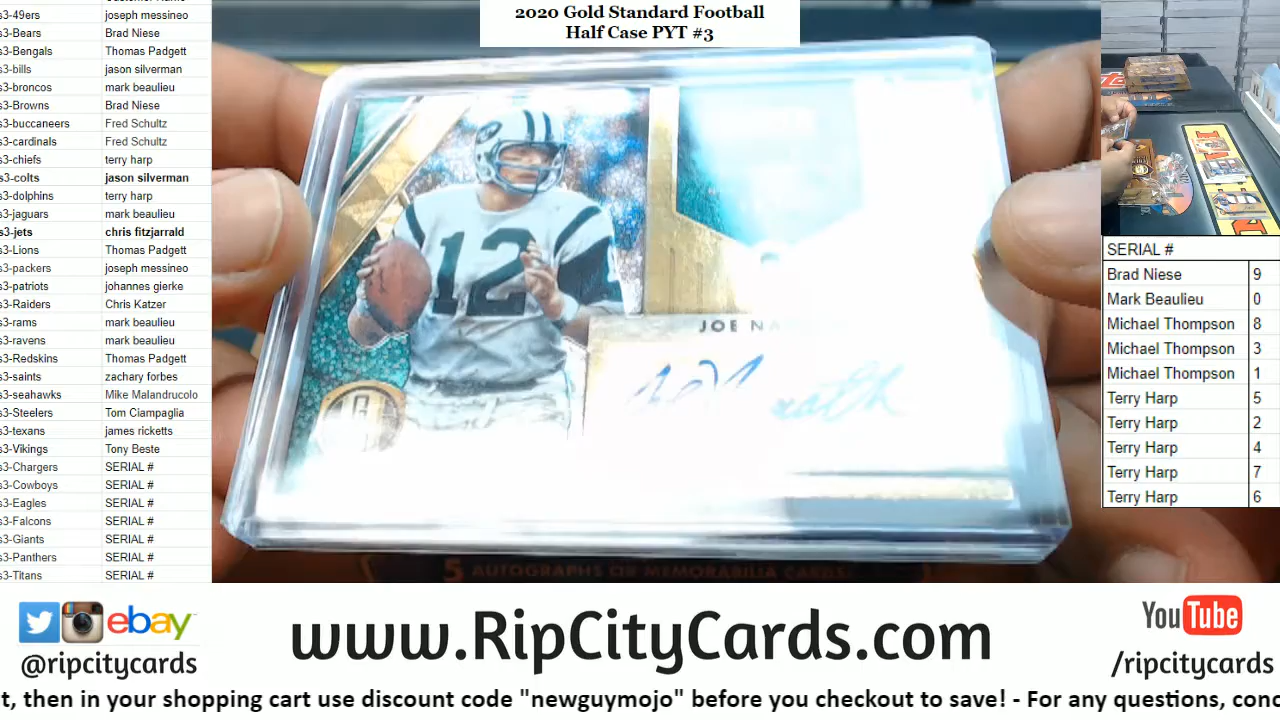 s3-49ers joseph messineo
s3-Bears Brad Niese
s3-Bengals Thomas Padgett
s3-bills jason silverman
s3-broncos mark beaulieu
s3-Browns Brad Niese
s3-buccaneers Fred Schultz
s3-cardinals Fred Schultz
s3-chiefs terry harp
s3-colts jason silverman
s3-dolphins terry harp
s3-jaguars mark beaulieu
s3-jets chris fitzjarrald
s3-Lions Thomas Padgett
s3-packers joseph messineo
s3-patriots johannes gierke
s3-Raiders Chris Katzer
s3-rams mark beaulieu
s3-ravens mark beaulieu
s3-Redskins Thomas Padgett
s3-saints zachary forbes
s3-seahawks Mike Malandrucolo
s3-Steelers Tom Ciampaglia
s3-texans james ricketts
s3-Vikings Tony Beste
s3-Chargers SERIAL #
s3-Cowboys SERIAL #
s3-Eagles SERIAL #
s3-Falcons SERIAL #
s3-Giants SERIAL #
s3-Panthers SERIAL #
s3-Titans SERIAL #
2020 Gold Standard Football
Half Case PYT #3
12
JOE
G
5 AUTOGRAPHS OR MEMORABILIA CARDS
SERIAL #
Brad Niese 9
Mark Beaulieu 0
Michael Thompson 8
Michael Thompson 3
Michael Thompson 1
Terry Harp 5
Terry Harp 2
Terry Harp 4
Terry Harp 7
Terry Harp 6
ebay
@ripcitycards
www.RipCityCards.com
YouTube
/ripcitycards
t, then in your shopping cart use discount code "newguymojo" before you checkout to save! - For any questions, conc